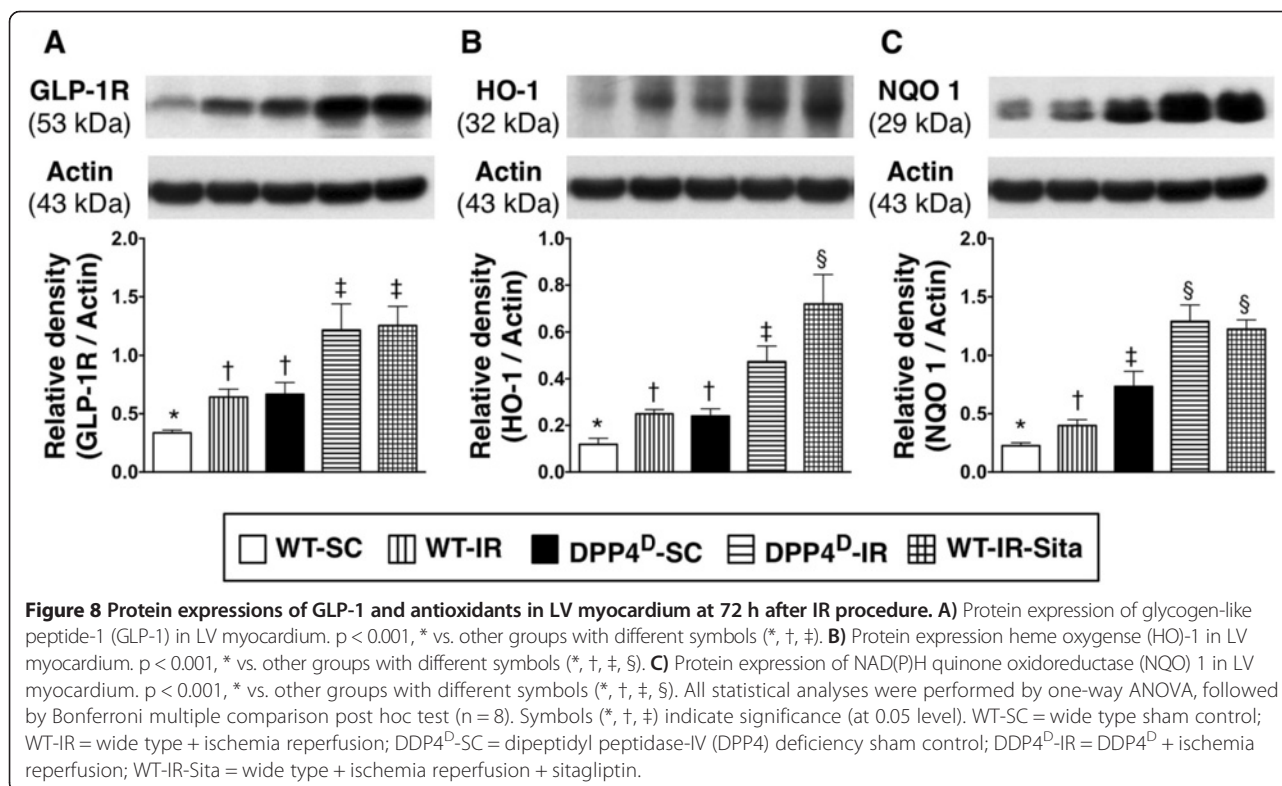 A
B
C
GLP-1R
(53 kDa)
HO-1
(32 kDa)
NQO 1
(29 kDa)
Actin
(43 kDa)
Actin
(43 kDa)
Actin
(43 kDa)
Relative density
(GLP-1R / Actin)
2.0
1.5
1.0
0.5
0.0
*
†
†
‡
‡
Relative density
(HO-1 / Actin)
1.0
0.8
0.6
0.4
0.2
0.0
*
†
†
‡
§
Relative density
(NQO 1 / Actin)
2.0
1.5
1.0
0.5
0.0
*
†
‡
§
§
WT-SC WT-IR DPP4ᴰ-SC DPP4ᴰ-IR WT-IR-Sita
Figure 8 Protein expressions of GLP-1 and antioxidants in LV myocardium at 72 h after IR procedure. A) Protein expression of glycogen-like
peptide-1 (GLP-1) in LV myocardium. p < 0.001, * vs. other groups with different symbols (*, †, ‡). B) Protein expression heme oxygense (HO)-1 in LV
myocardium. p < 0.001, * vs. other groups with different symbols (*, †, ‡, §). C) Protein expression of NAD(P)H quinone oxidoreductase (NQO) 1 in LV
myocardium. p < 0.001, * vs. other groups with different symbols (*, †, ‡, §). All statistical analyses were performed by one-way ANOVA, followed
by Bonferroni multiple comparison post hoc test (n = 8). Symbols (*, †, ‡) indicate significance (at 0.05 level). WT-SC = wide type sham control;
WT-IR = wide type + ischemia reperfusion; DDP4ᴰ-SC = dipeptidyl peptidase-IV (DPP4) deficiency sham control; DDP4ᴰ-IR = DDP4ᴰ + ischemia
reperfusion; WT-IR-Sita = wide type + ischemia reperfusion + sitagliptin.